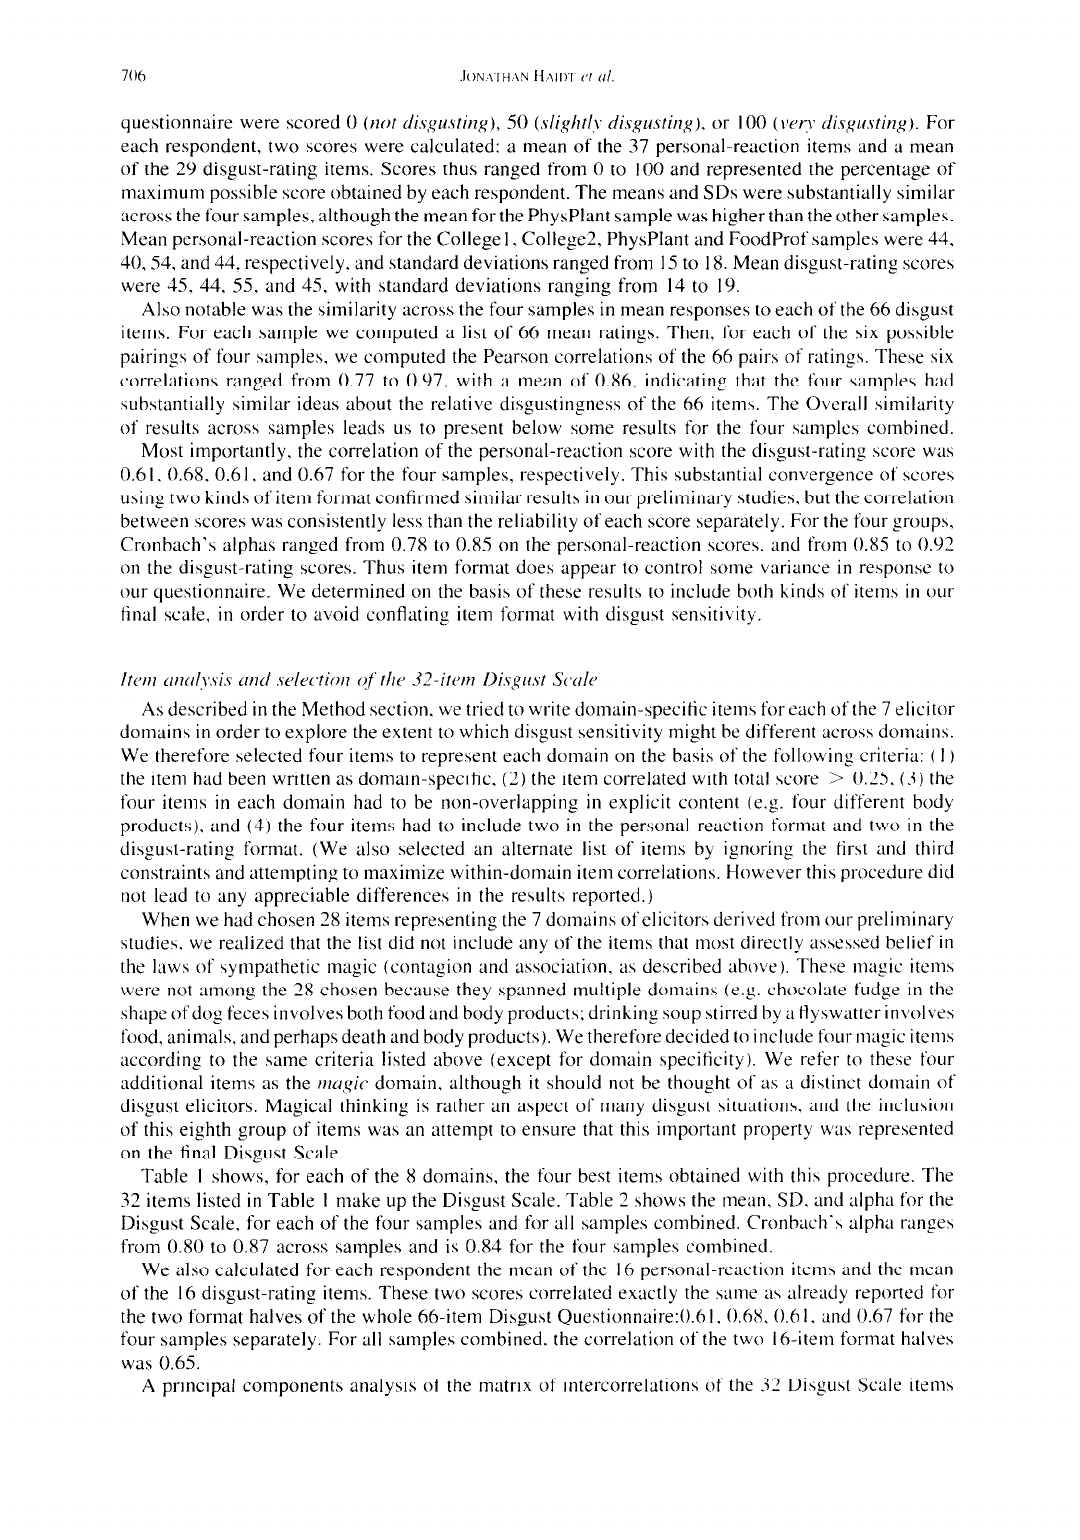 706
JONATHAN HAIDT et al.
questionnaire were scored 0 (not disgusting), 50 (slightly disgusting), or 100 (very disgusting). For
each respondent, two scores were calculated: a mean of the 37 personal-reaction items and a mean
of the 29 disgust-rating items. Scores thus ranged from 0 to 100 and represented the percentage of
maximum possible score obtained by each respondent. The means and SDs were substantially similar
across the four samples, although the mean for the PhysPlant sample was higher than the other samples.
Mean personal-reaction scores for the College1, College2, PhysPlant and FoodProf samples were 44,
40, 54, and 44, respectively, and standard deviations ranged from 15 to 18. Mean disgust-rating scores
were 45, 44, 55, and 45, with standard deviations ranging from 14 to 19.
Also notable was the similarity across the four samples in mean responses to each of the 66 disgust
items. For each sample we computed a list of 66 mean ratings. Then, for each of the six possible
pairings of four samples, we computed the Pearson correlations of the 66 pairs of ratings. These six
correlations ranged from 0.77 to 0.97, with a mean of 0.86, indicating that the four samples had
substantially similar ideas about the relative disgustingness of the 66 items. The Overall similarity
of results across samples leads us to present below some results for the four samples combined.
Most importantly, the correlation of the personal-reaction score with the disgust-rating score was
0.61, 0.68, 0.61, and 0.67 for the four samples, respectively. This substantial convergence of scores
using two kinds of item format confirmed similar results in our preliminary studies, but the correlation
between scores was consistently less than the reliability of each score separately. For the four groups,
Cronbach's alphas ranged from 0.78 to 0.85 on the personal-reaction scores, and from 0.85 to 0.92
on the disgust-rating scores. Thus item format does appear to control some variance in response to
our questionnaire. We determined on the basis of these results to include both kinds of items in our
final scale, in order to avoid conflating item format with disgust sensitivity.
Item analysis and selection of the 32-item Disgust Scale
As described in the Method section, we tried to write domain-specific items for each of the 7 elicitor
domains in order to explore the extent to which disgust sensitivity might be different across domains.
We therefore selected four items to represent each domain on the basis of the following criteria: (1)
the item had been written as domain-specific, (2) the item correlated with total score > 0.25, (3) the
four items in each domain had to be non-overlapping in explicit content (e.g. four different body
products), and (4) the four items had to include two in the personal reaction format and two in the
disgust-rating format. (We also selected an alternate list of items by ignoring the first and third
constraints and attempting to maximize within-domain item correlations. However this procedure did
not lead to any appreciable differences in the results reported.)
When we had chosen 28 items representing the 7 domains of elicitors derived from our preliminary
studies, we realized that the list did not include any of the items that most directly assessed belief in
the laws of sympathetic magic (contagion and association, as described above). These magic items
were not among the 28 chosen because they spanned multiple domains (e.g. chocolate fudge in the
shape of dog feces involves both food and body products; drinking soup stirred by a flyswatter involves
food, animals, and perhaps death and body products). We therefore decided to include four magic items
according to the same criteria listed above (except for domain specificity). We refer to these four
additional items as the magic domain, although it should not be thought of as a distinct domain of
disgust elicitors. Magical thinking is rather an aspect of many disgust situations, and the inclusion
of this eighth group of items was an attempt to ensure that this important property was represented
on the final Disgust Scale
Table 1 shows, for each of the 8 domains, the four best items obtained with this procedure. The
32 items listed in Table 1 make up the Disgust Scale. Table 2 shows the mean, SD, and alpha for the
Disgust Scale, for each of the four samples and for all samples combined. Cronbach's alpha ranges
from 0.80 to 0.87 across samples and is 0.84 for the four samples combined.
We also calculated for each respondent the mean of the 16 personal-reaction items and the mean
of the 16 disgust-rating items. These two scores correlated exactly the same as already reported for
the two format halves of the whole 66-item Disgust Questionnaire:0.61, 0.68, 0.61, and 0.67 for the
four samples separately. For all samples combined, the correlation of the two 16-item format halves
was 0.65.
A principal components analysis of the matrix of intercorrelations of the 32 Disgust Scale items